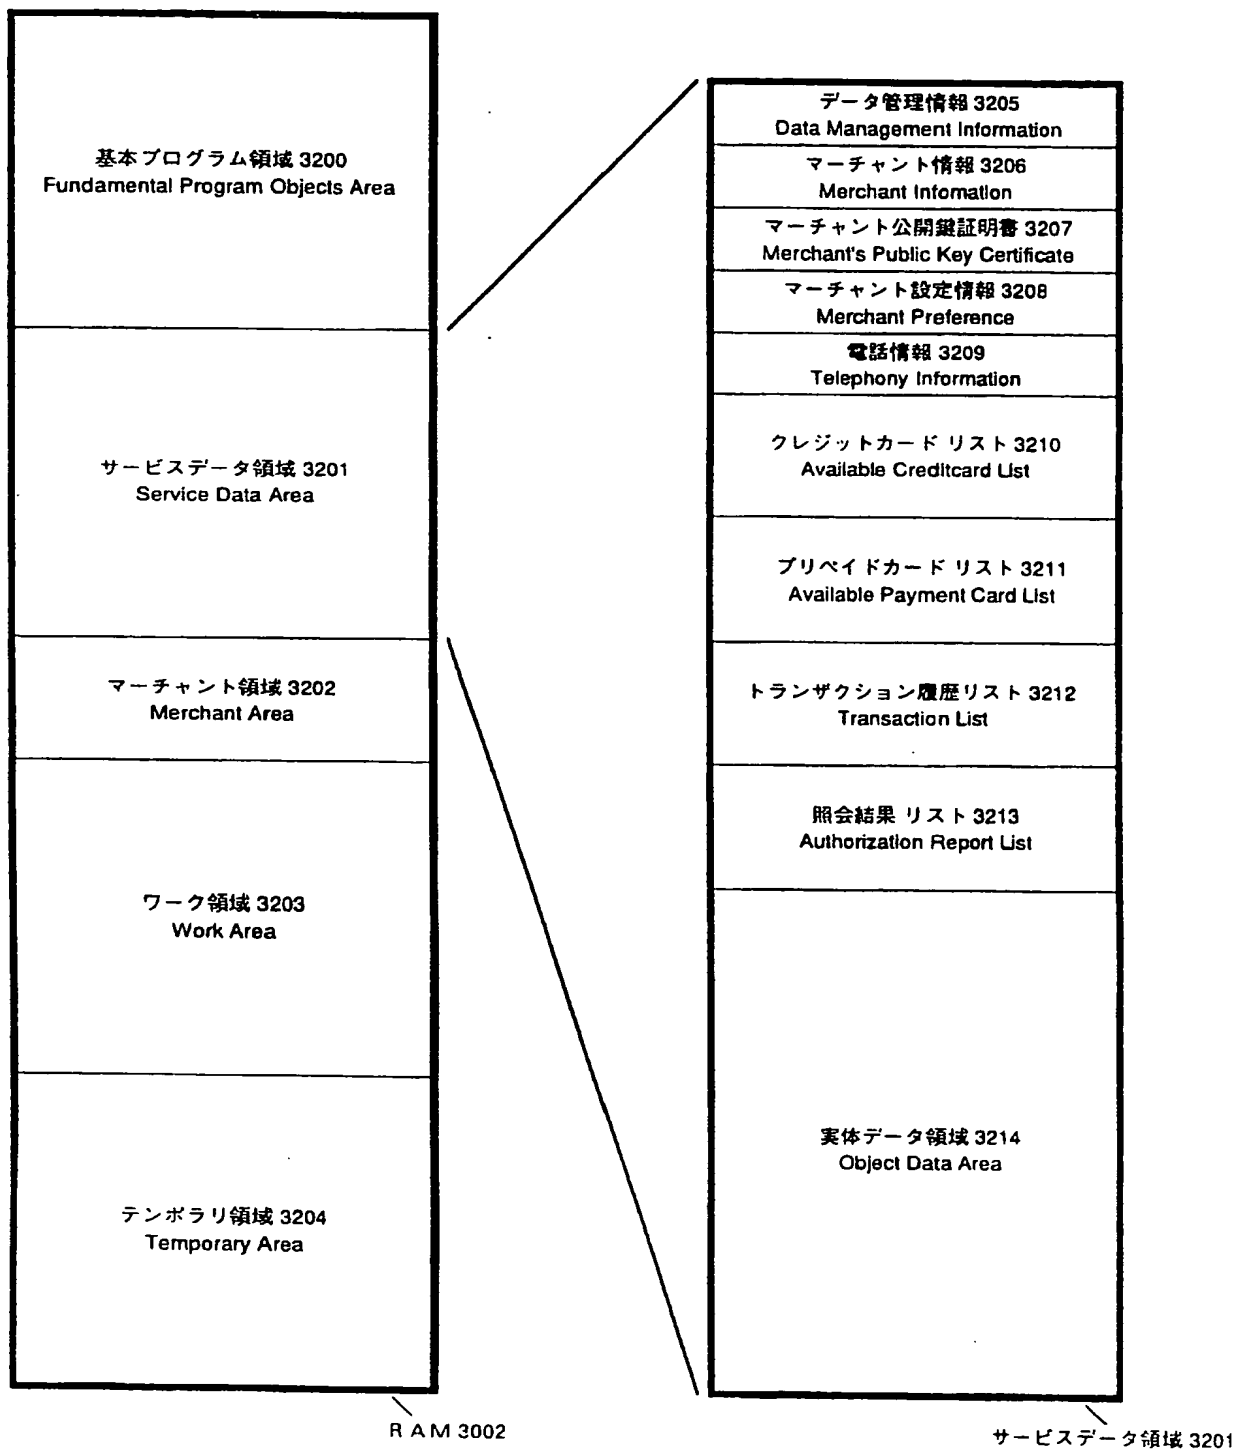 基本プログラム領域 3200
Fundamental Program Objects Area
サービスデータ領域 3201
Service Data Area
マーチャント領域 3202
Merchant Area
ワーク領域 3203
Work Area
テンポラリ領域 3204
Temporary Area
RAM 3002
データ管理情報 3205
Data Management Information
マーチャント情報 3206
Merchant Infomation
マーチャント公開鍵証明書 3207
Merchant's Public Key Certificate
マーチャント設定情報 3208
Merchant Preference
電話情報 3209
Telephony Information
クレジットカード リスト 3210
Available Creditcard List
プリペイドカード リスト 3211
Available Payment Card List
トランザクション履歴リスト 3212
Transaction List
照会結果 リスト 3213
Authorization Report List
実体データ領域 3214
Object Data Area
サービスデータ領域 3201